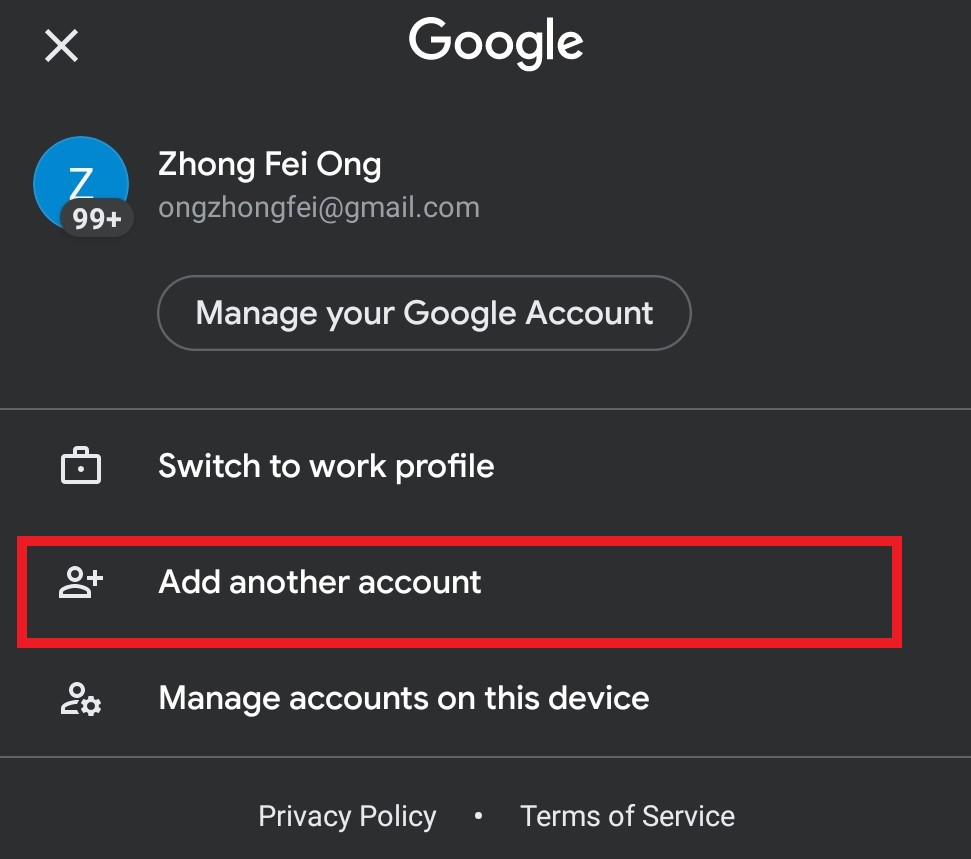 Google
Zhong Fei Ong
Z
ongzhongfei@gmail.com
99+
Manage your Google Account
Switch to work profile
Add another account
Manage accounts on this device
Privacy Policy • Terms of Service